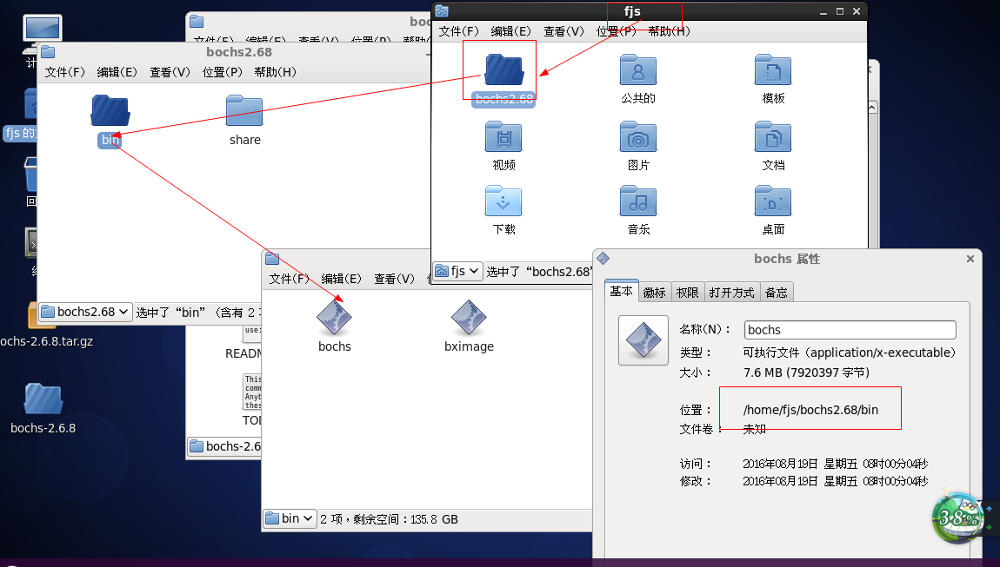 fjs
文件(F) 编辑(E) 查看(V) 位置(P) 帮助(H)
bochs2.68
公共的
模板
视频
图片
文档
下载
音乐
桌面
fjs
选中了“bochs2.68”
文件(F) 编辑(E) 查看(V) 位置(P) 帮助
bochs2.68
文件(F) 编辑(E) 查看(V) 位置(P) 帮助(H)
bin
share
bochs2.68
选中了“bin”（含有 2
计
fjs 的
回
ochs-2.6.8.tar.gz
bochs-2.6.8
use:
READM
This
comm
Anyb
thes
TOD
bochs-2.6
文件(F) 编辑(E) 查看(V)
bochs
bximage
bin
2 项，剩余空间：135.8 GB
bochs 属性
基本 徽标 权限 打开方式 备忘
名称(N)： bochs
类型： 可执行文件（application/x-executable）
大小： 7.6 MB (7920397 字节)
位置： /home/fjs/bochs2.68/bin
文件卷： 未知
访问： 2016年08月19日 星期五 08时00分04秒
修改： 2016年08月19日 星期五 08时00分04秒
38%